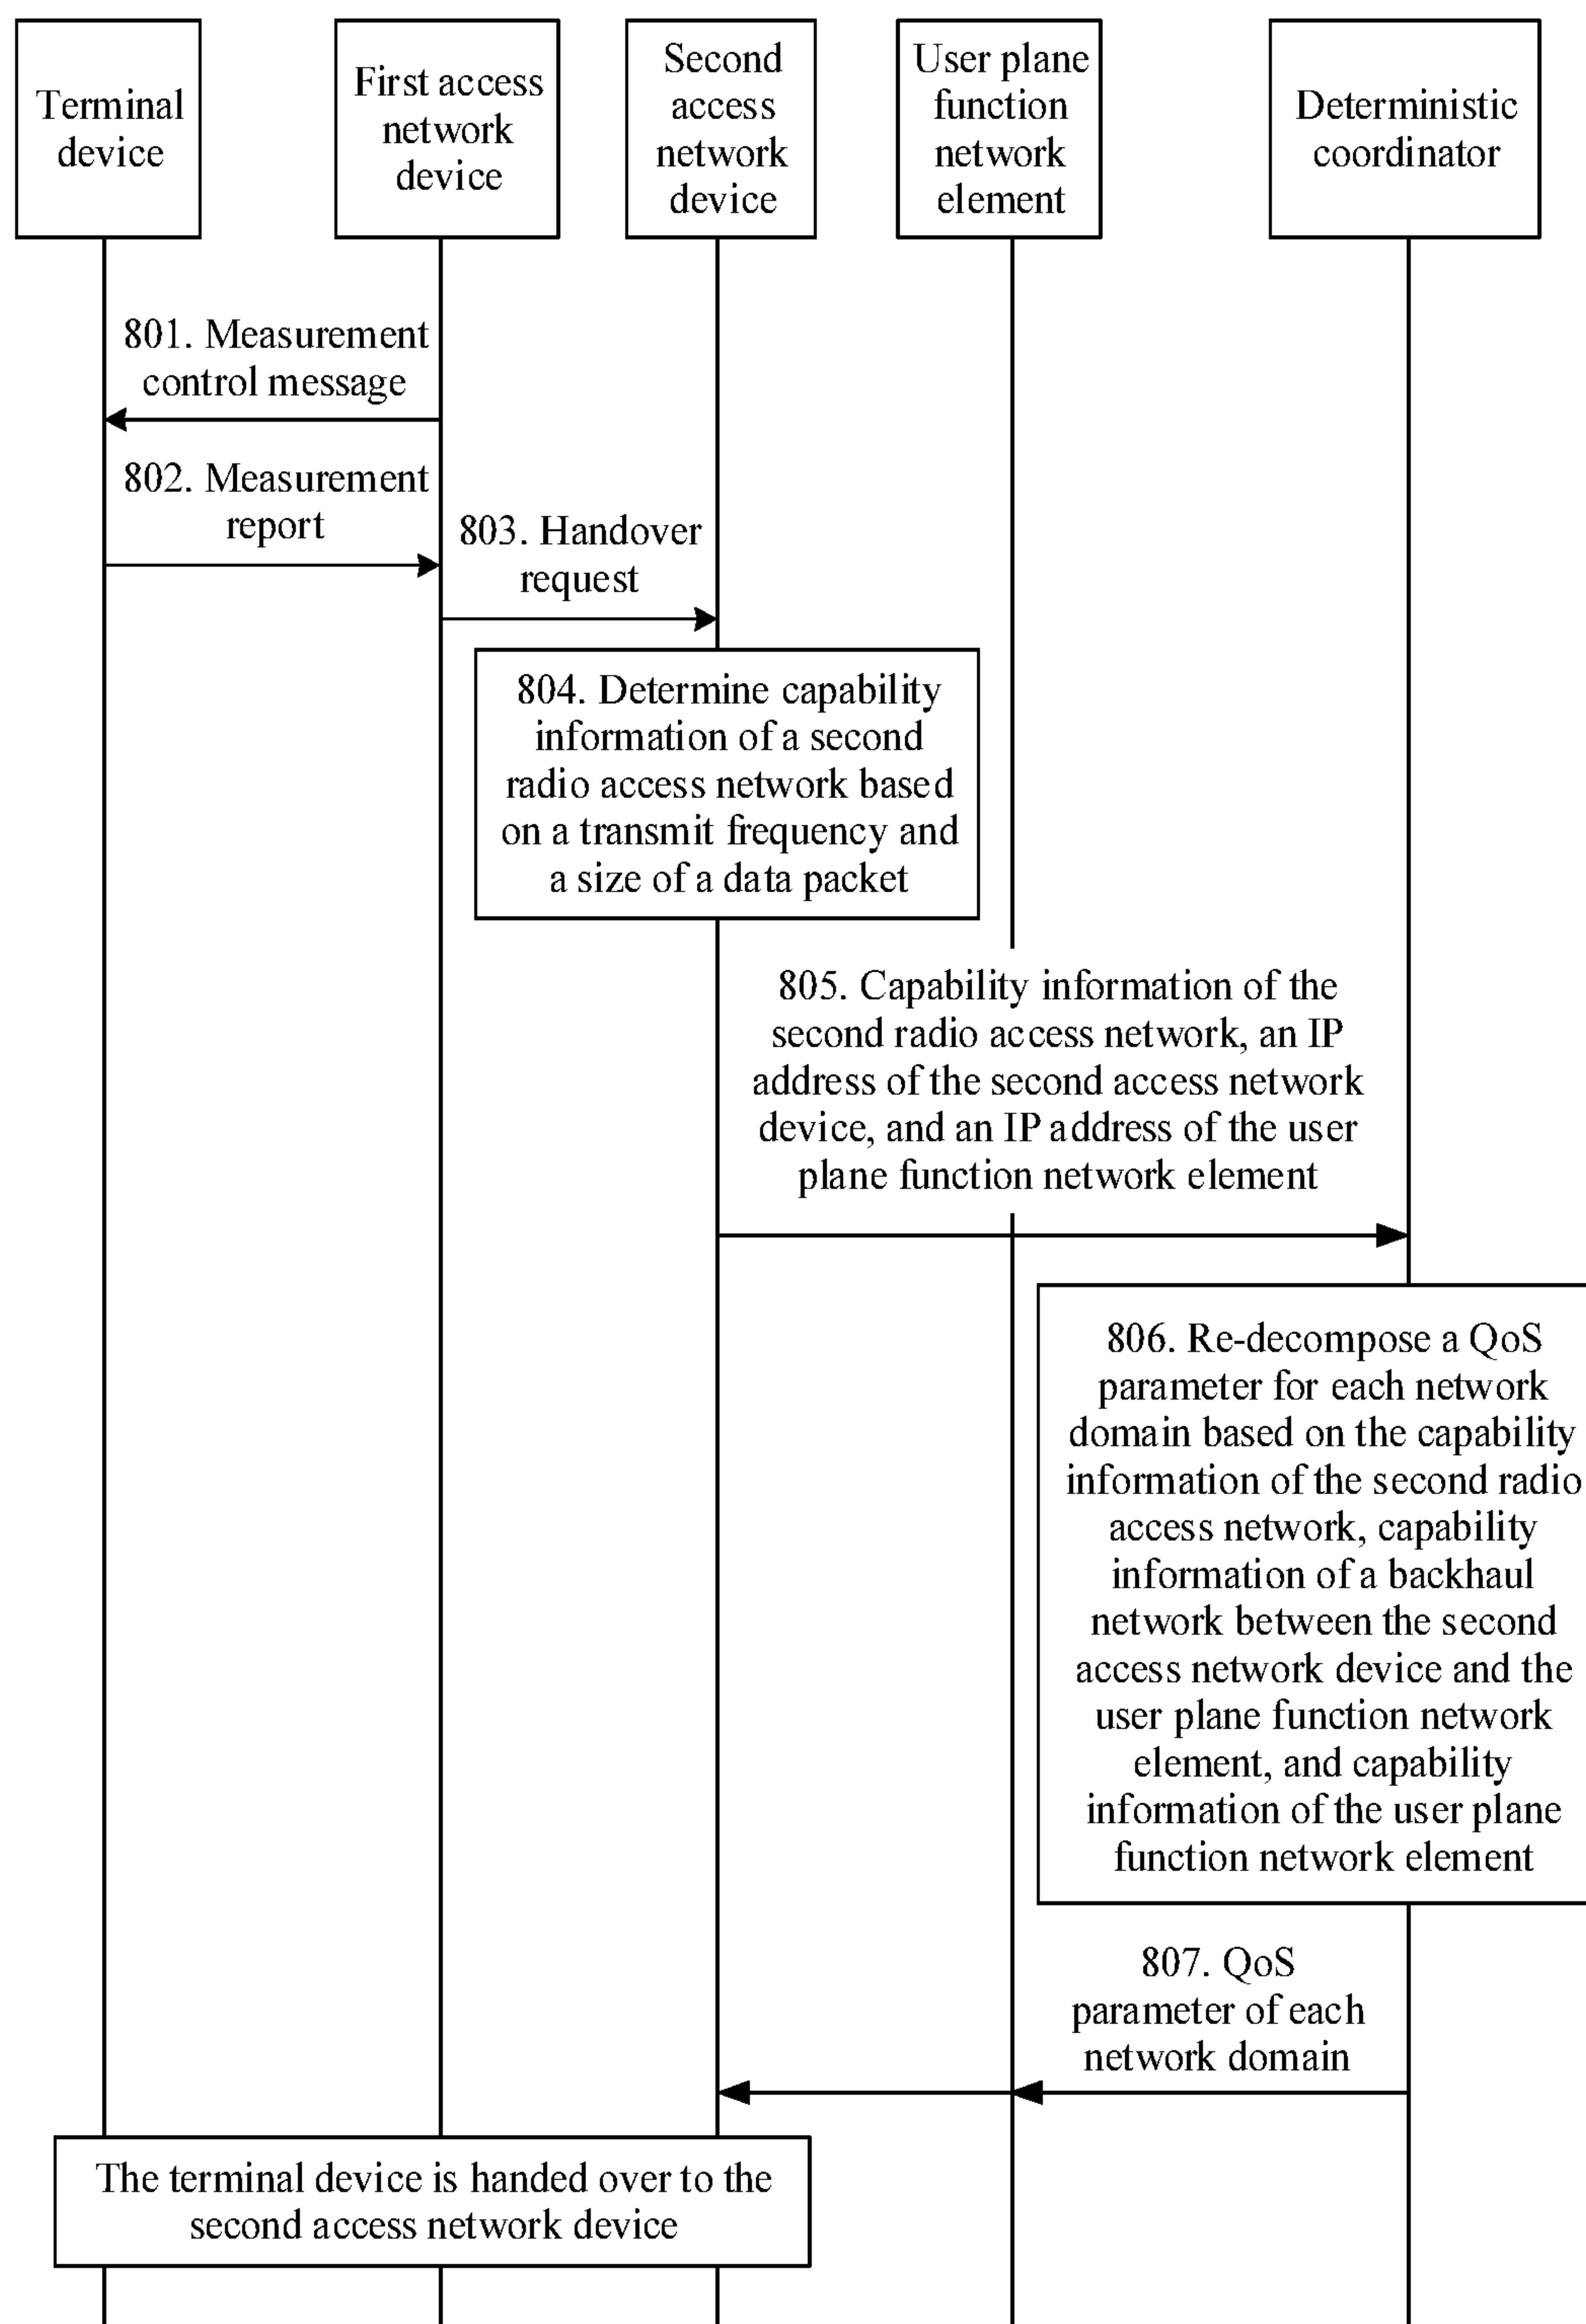 Terminal
device
First access
network
device
Second
access
network
device
User plane
function
network
element
Deterministic
coordinator
801. Measurement
control message
802. Measurement
report
803. Handover
request
804. Determine capability
information of a second
radio access network based
on a transmit frequency and
a size of a data packet
805. Capability information of the
second radio access network, an IP
address of the second access network
device, and an IP address of the user
plane function network element
806. Re-decompose a QoS
parameter for each network
domain based on the capability
information of the second radio
access network, capability
information of a backhaul
network between the second
access network device and the
user plane function network
element, and capability
information of the user plane
function network element
807. QoS
parameter of each
network domain
The terminal device is handed over to the
second access network device